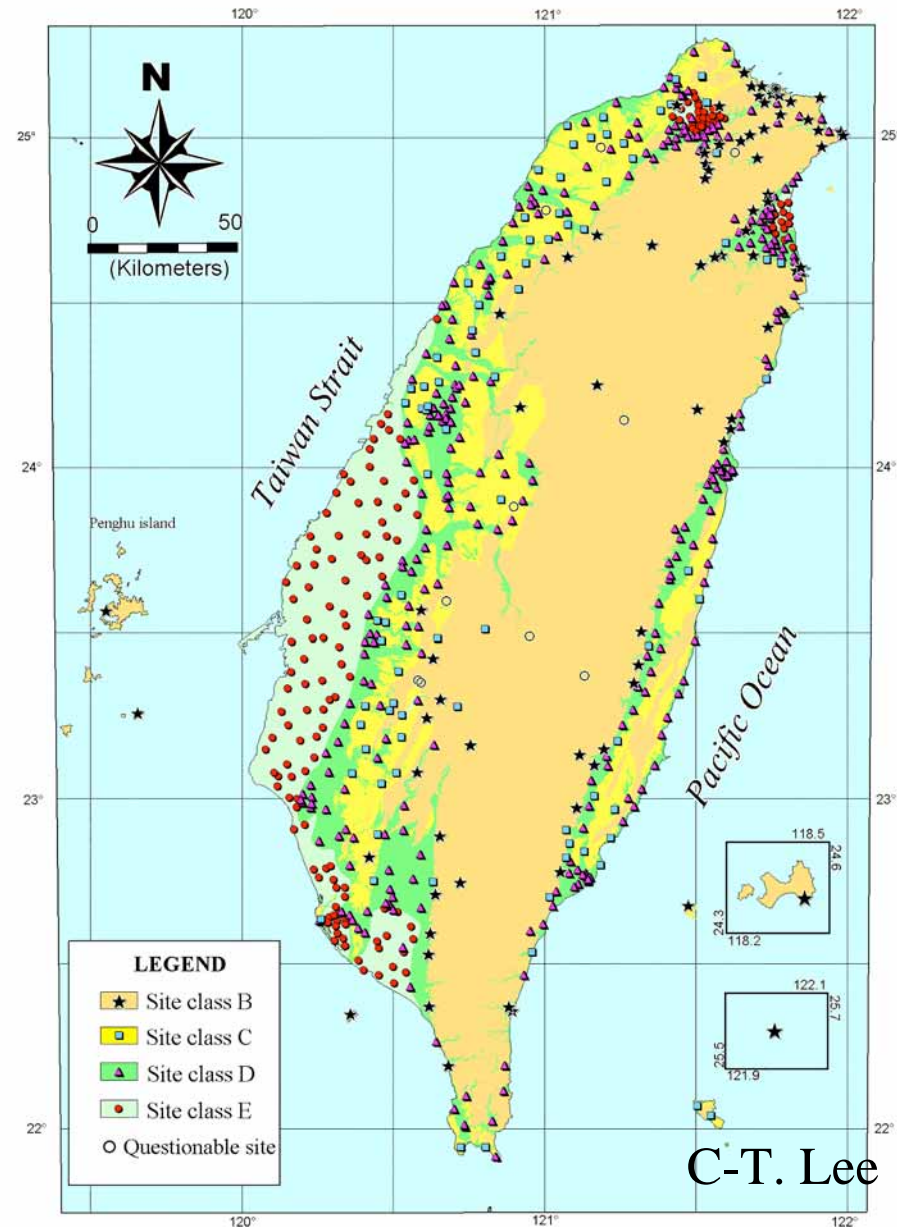 120°
121°
122°
N
25°
25°
0
50
(Kilometers)
Taiwan Strait
24°
24°
Penghu island
Pacific Ocean
23°
23°
118.5
24.6
24.3
118.2
LEGEND
Site class B
Site class C
Site class D
Site class E
Questionable site
122.1
25.7
25.5
121.9
22°
22°
C-T. Lee
120°
121°
122°